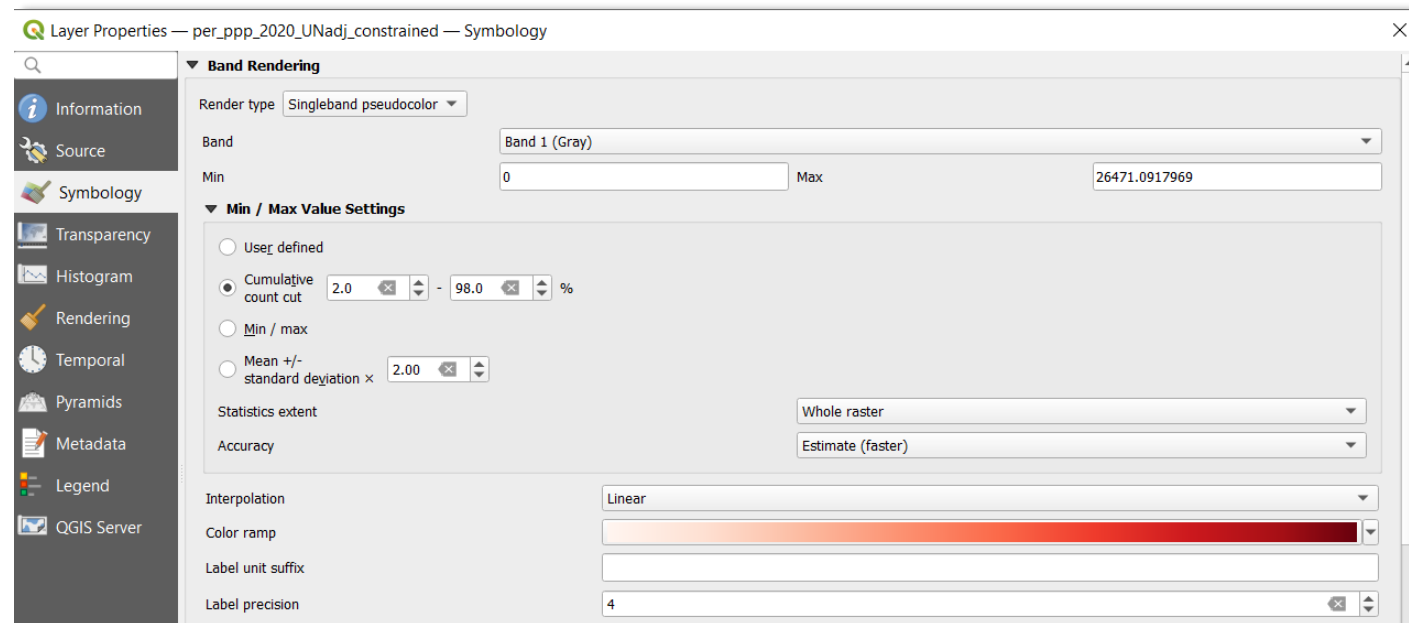 Layer Properties — per_ppp_2020_UNadj_constrained — Symbology
Information
Source
Symbology
Transparency
Histogram
Rendering
Temporal
Pyramids
Metadata
Legend
QGIS Server
Band Rendering
Render type Singleband pseudocolor
Band Band 1 (Gray)
Min 0 Max 26471.0917969
Min / Max Value Settings
User defined
Cumulative
count cut 2.0 - 98.0 %
Min / max
Mean +/-
standard deviation × 2.00
Statistics extent Whole raster
Accuracy Estimate (faster)
Interpolation Linear
Color ramp
Label unit suffix
Label precision 4